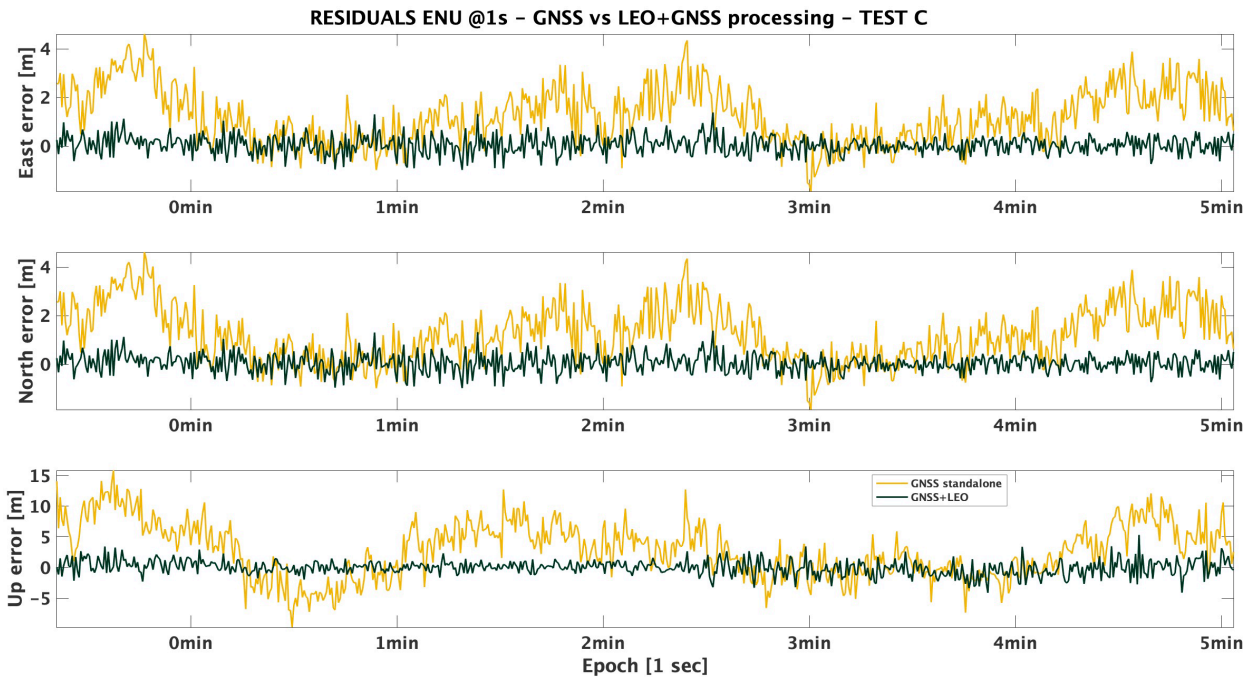 RESIDUALS ENU @1s – GNSS vs LEO+GNSS processing – TEST C
East error [m]
4
2
0
0min 1min 2min 3min 4min 5min
North error [m]
4
2
0
0min 1min 2min 3min 4min 5min
Up error [m]
15
10
5
0
−5
GNSS standalone
GNSS+LEO
0min 1min 2min 3min 4min 5min
Epoch [1 sec]